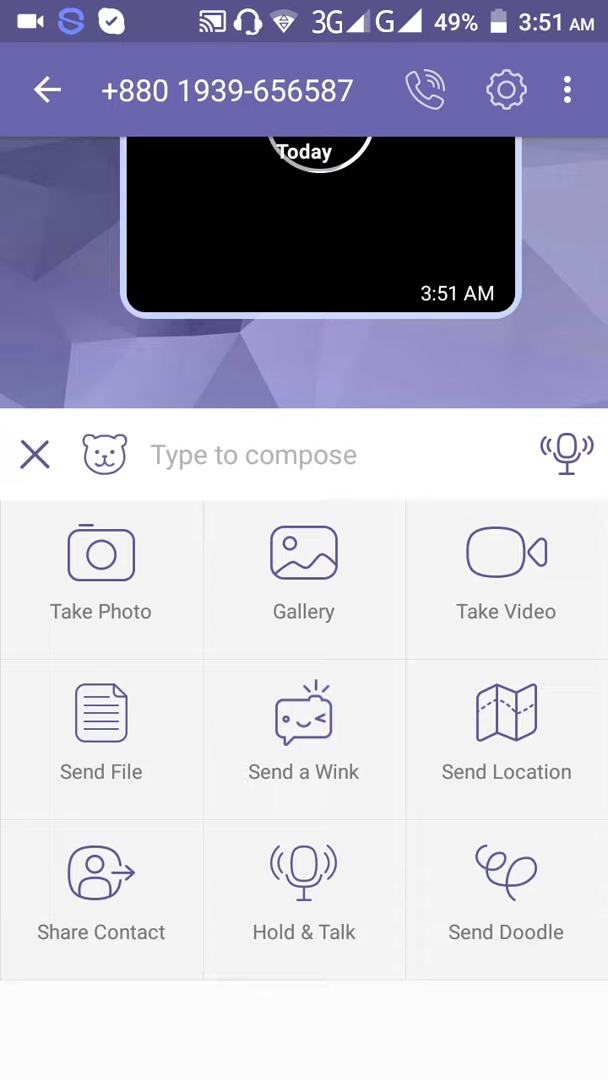 3G G 49% 3:51 AM
+880 1939-656587
Today
3:51 AM
Type to compose
Take Photo Gallery Take Video
Send File Send a Wink Send Location
Share Contact Hold & Talk Send Doodle